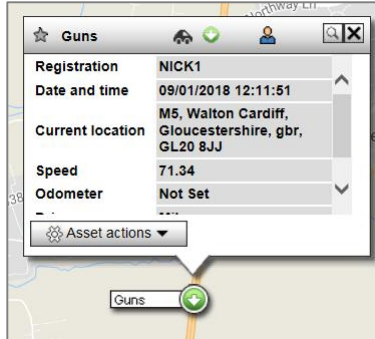 Northway Ln
Guns
Registration NICK1
Date and time 09/01/2018 12:11:51
Current location M5, Walton Cardiff,
Gloucestershire, gbr,
GL20 8JJ
Speed 71.34
Odometer Not Set
38
Asset actions
Guns